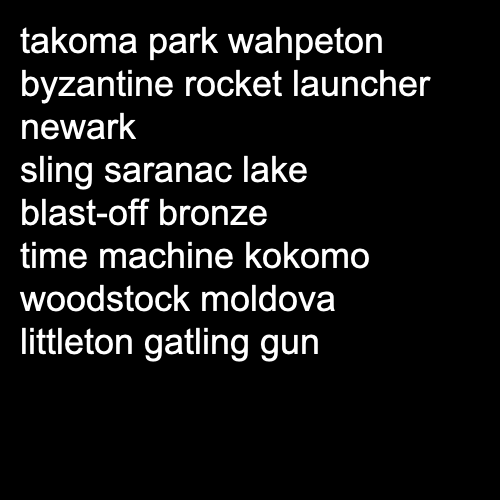 takoma park wahpeton
byzantine rocket launcher
newark
sling saranac lake
blast-off bronze
time machine kokomo
woodstock moldova
littleton gatling gun